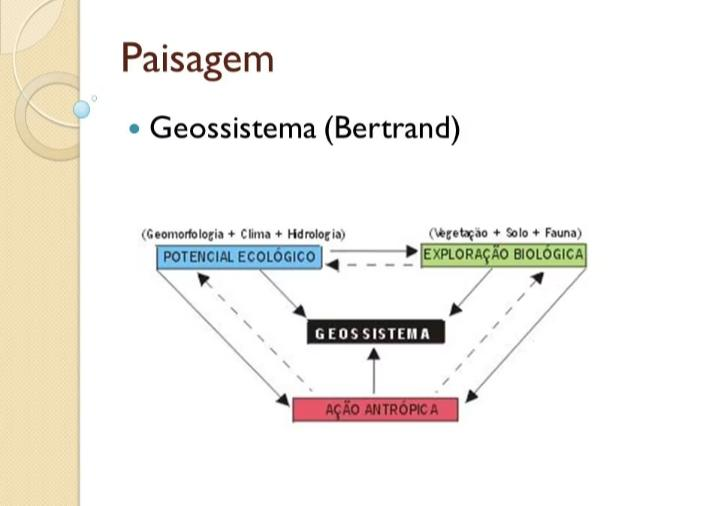 Paisagem
• Geossistema (Bertrand)
(Geomorfologia + Clima + Hidrologia)
(Vegetação + Solo + Fauna)
POTENCIAL ECOLÓGICO
EXPLORAÇÃO BIOLÓGICA
GEOSSISTEMA
AÇÃO ANTRÓPICA